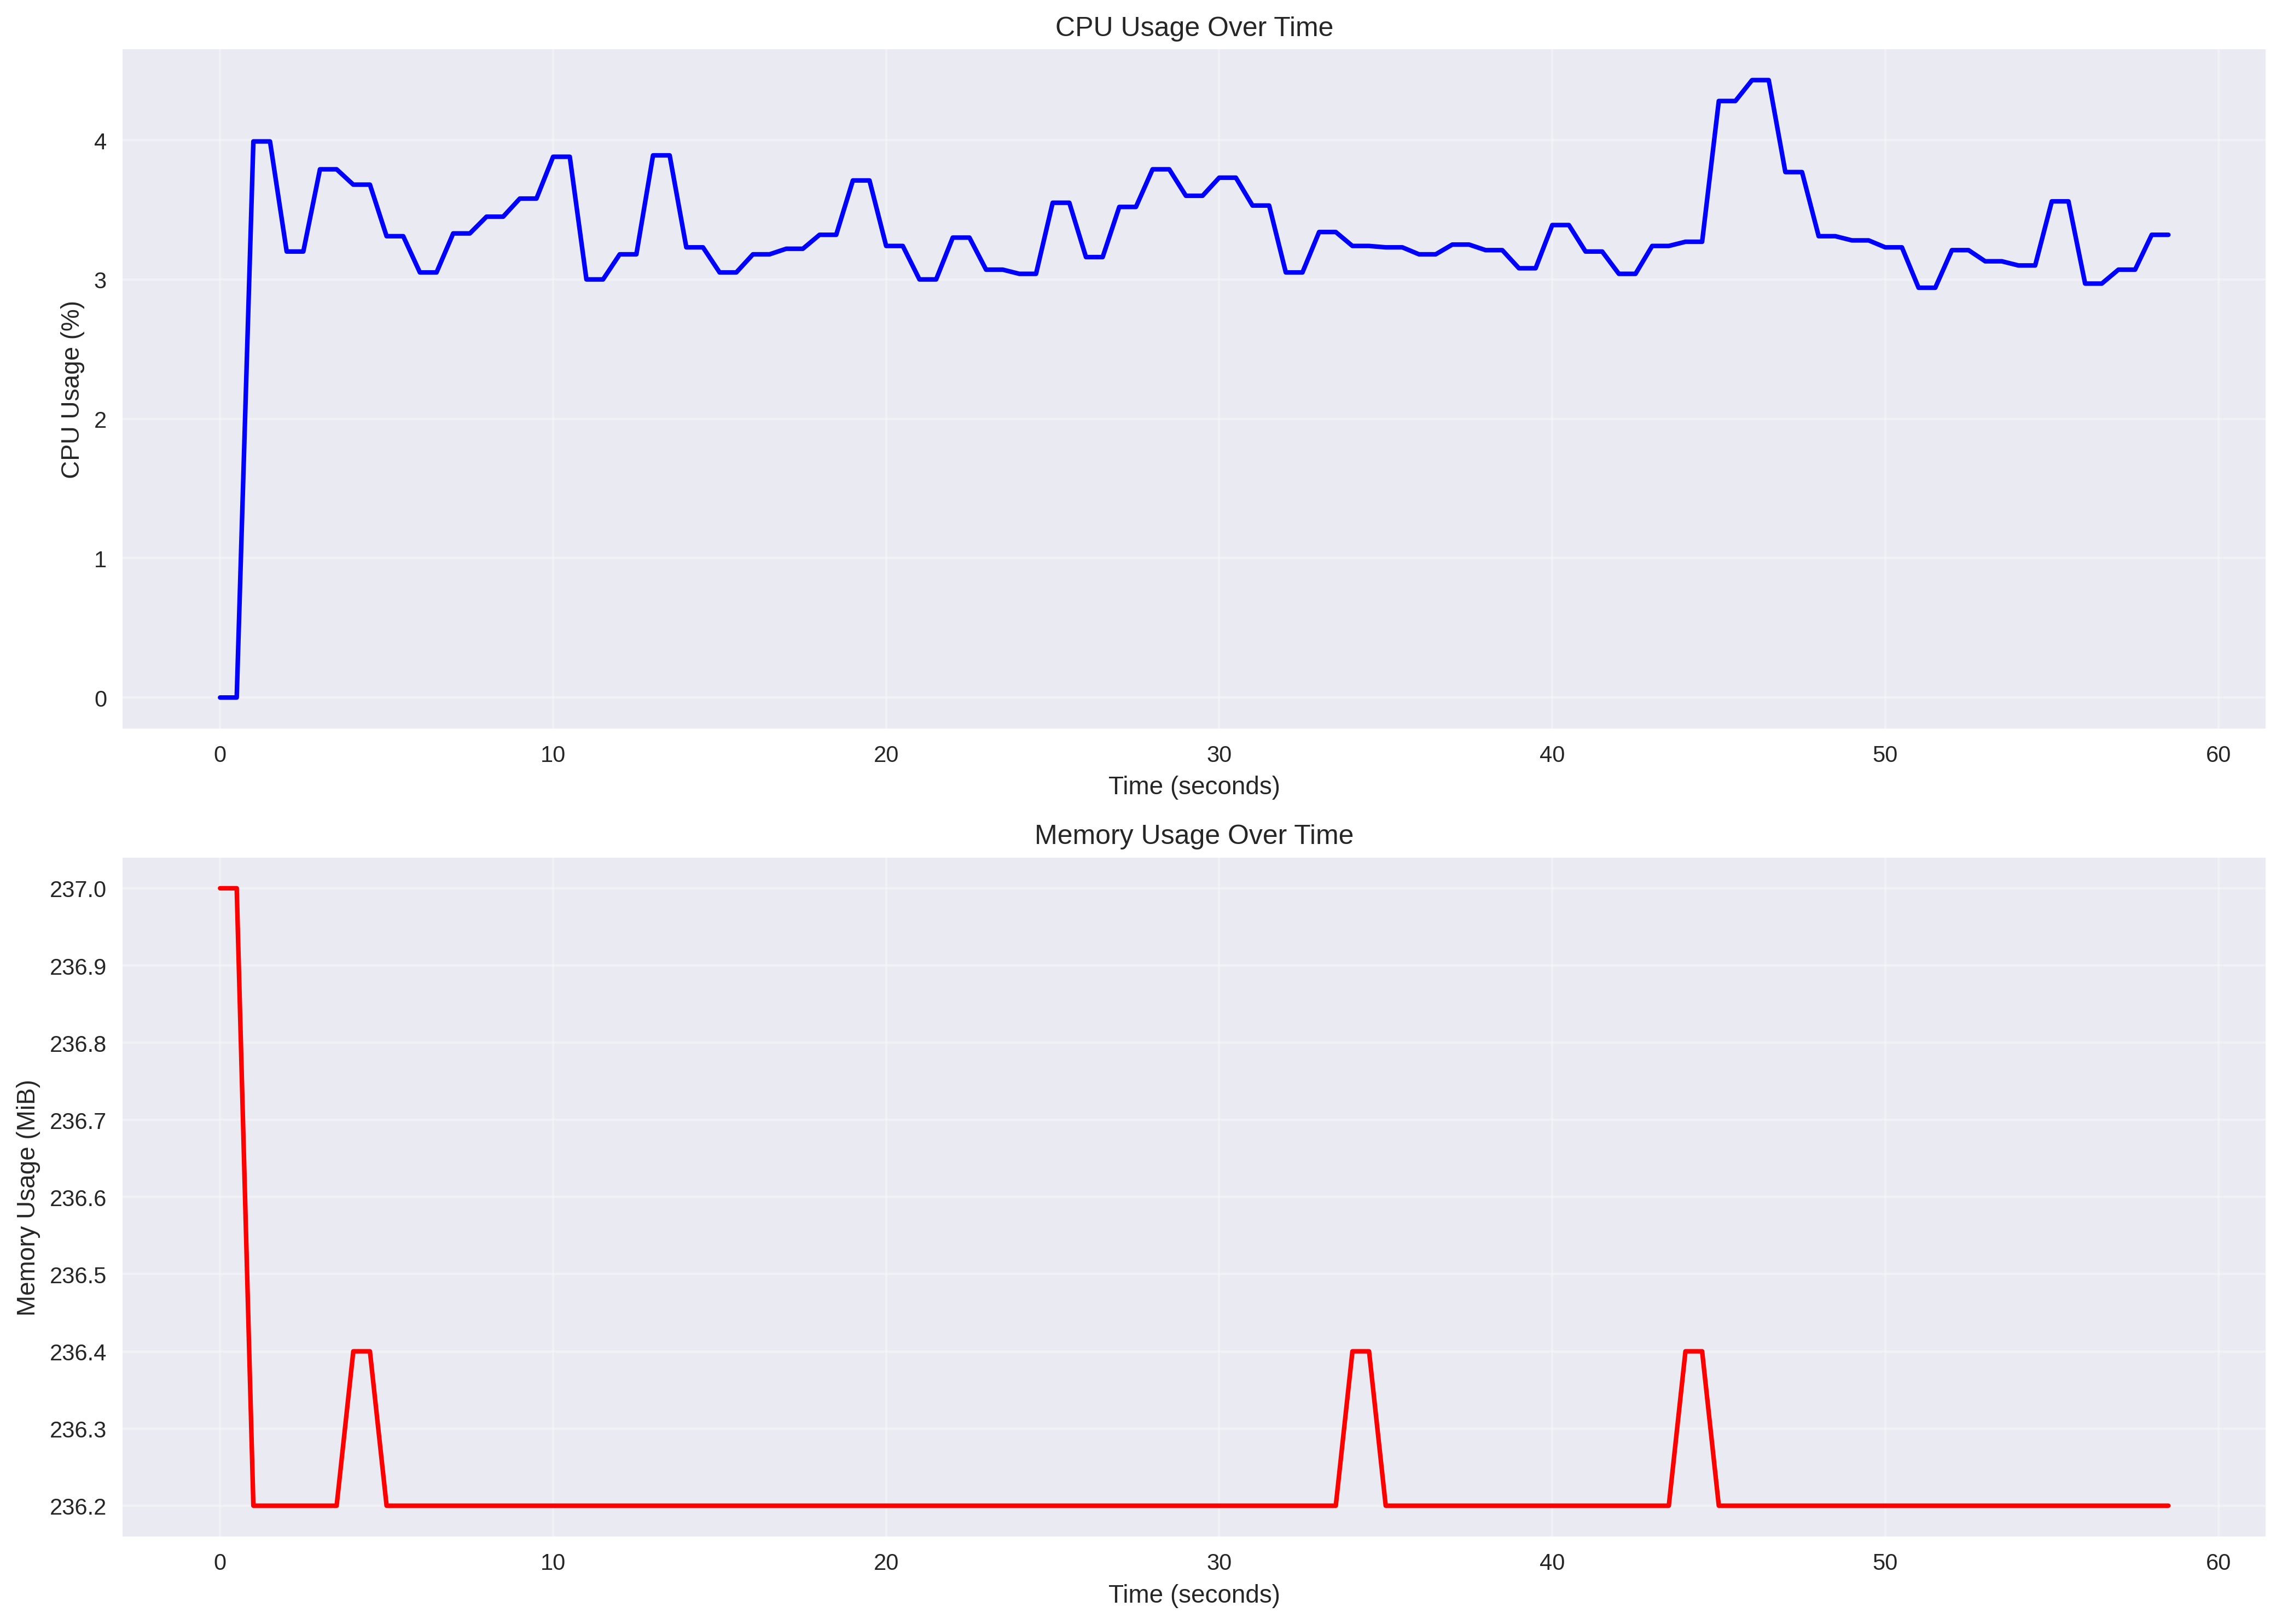 CPU Usage Over Time
CPU Usage (%)
4
3
2
1
0
0 10 20 30 40 50 60
Time (seconds)
Memory Usage Over Time
Memory Usage (MiB)
237.0
236.9
236.8
236.7
236.6
236.5
236.4
236.3
236.2
0 10 20 30 40 50 60
Time (seconds)